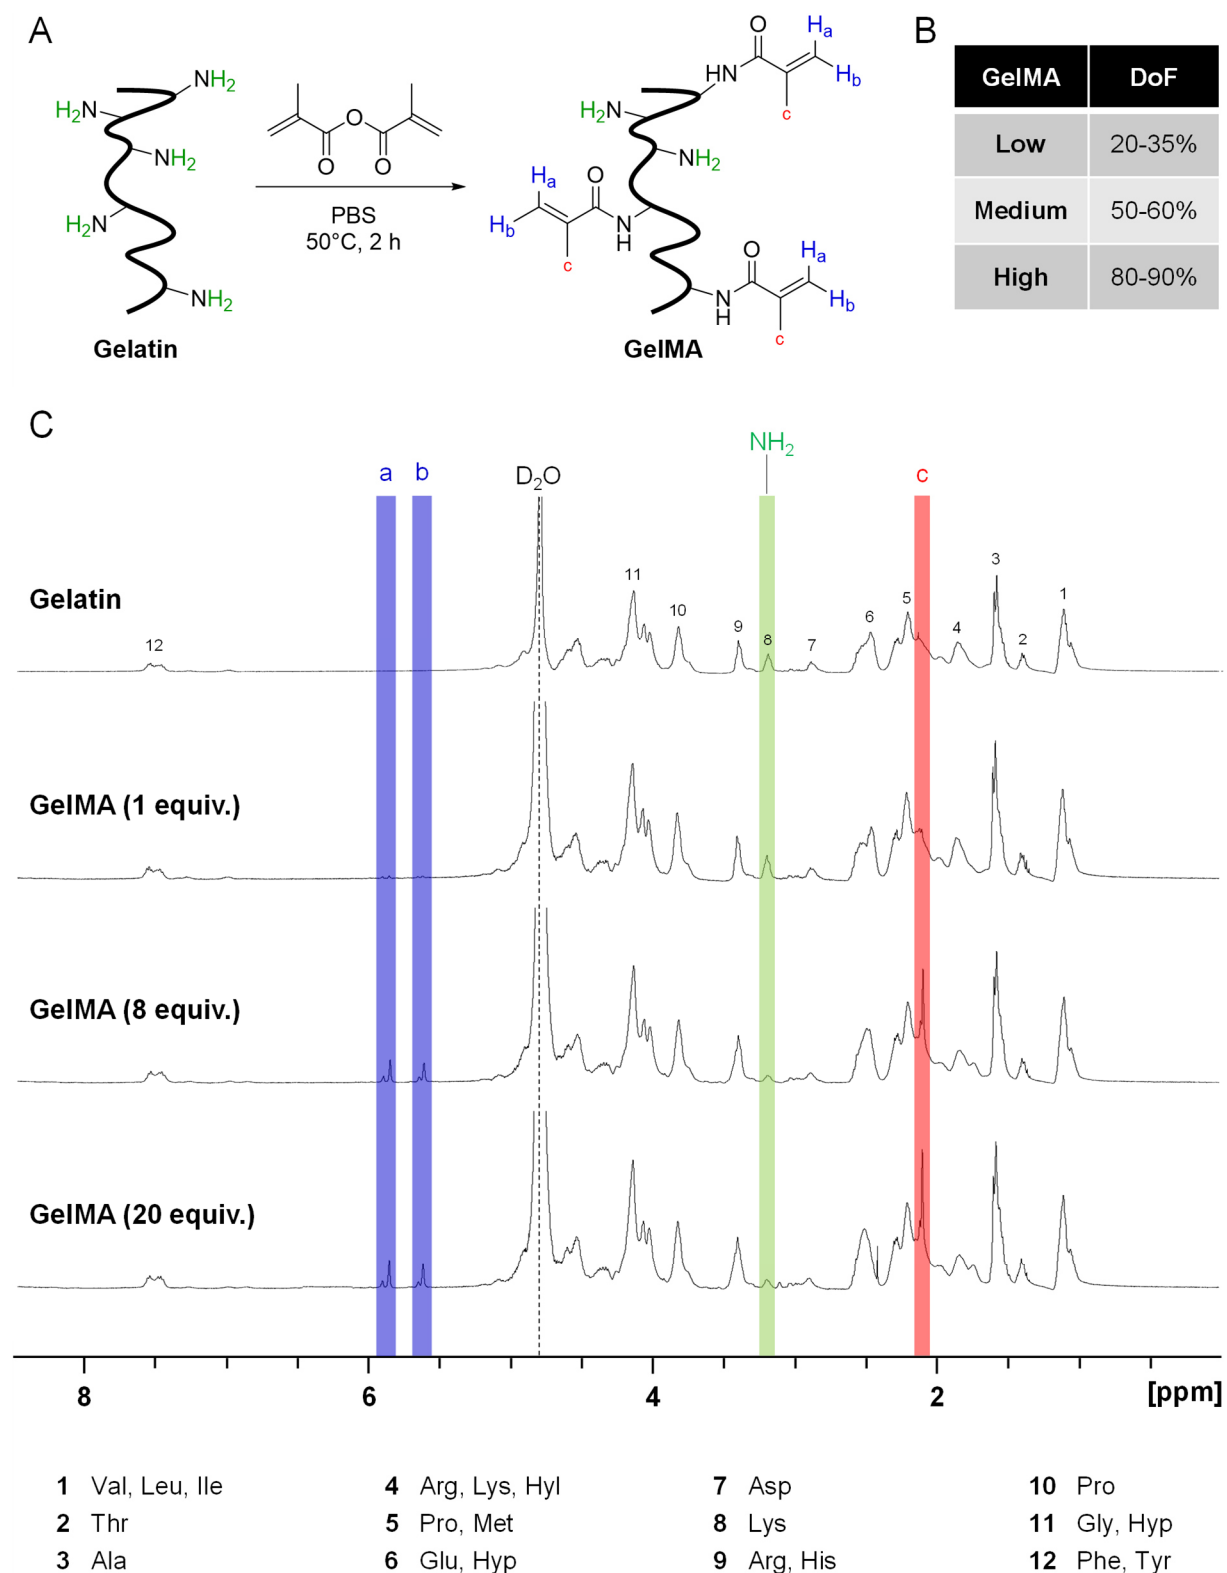 A
NH2
H2N
NH2
H2N
NH2
Gelatin
O
O
O
PBS
50°C, 2 h
O
Ha
Hb
HN
c
H2N
NH2
Ha
Hb
O
N
H
c
O
Ha
Hb
N
H
c
GelMA
B
GelMA DoF
Low 20-35%
Medium 50-60%
High 80-90%
C
NH2
a b D2O c
Gelatin
12 11 10 9 8 7 6 5 4 3 2 1
GelMA (1 equiv.)
GelMA (8 equiv.)
GelMA (20 equiv.)
8 6 4 2 [ppm]
1 Val, Leu, Ile 4 Arg, Lys, Hyl 7 Asp 10 Pro
2 Thr 5 Pro, Met 8 Lys 11 Gly, Hyp
3 Ala 6 Glu, Hyp 9 Arg, His 12 Phe, Tyr